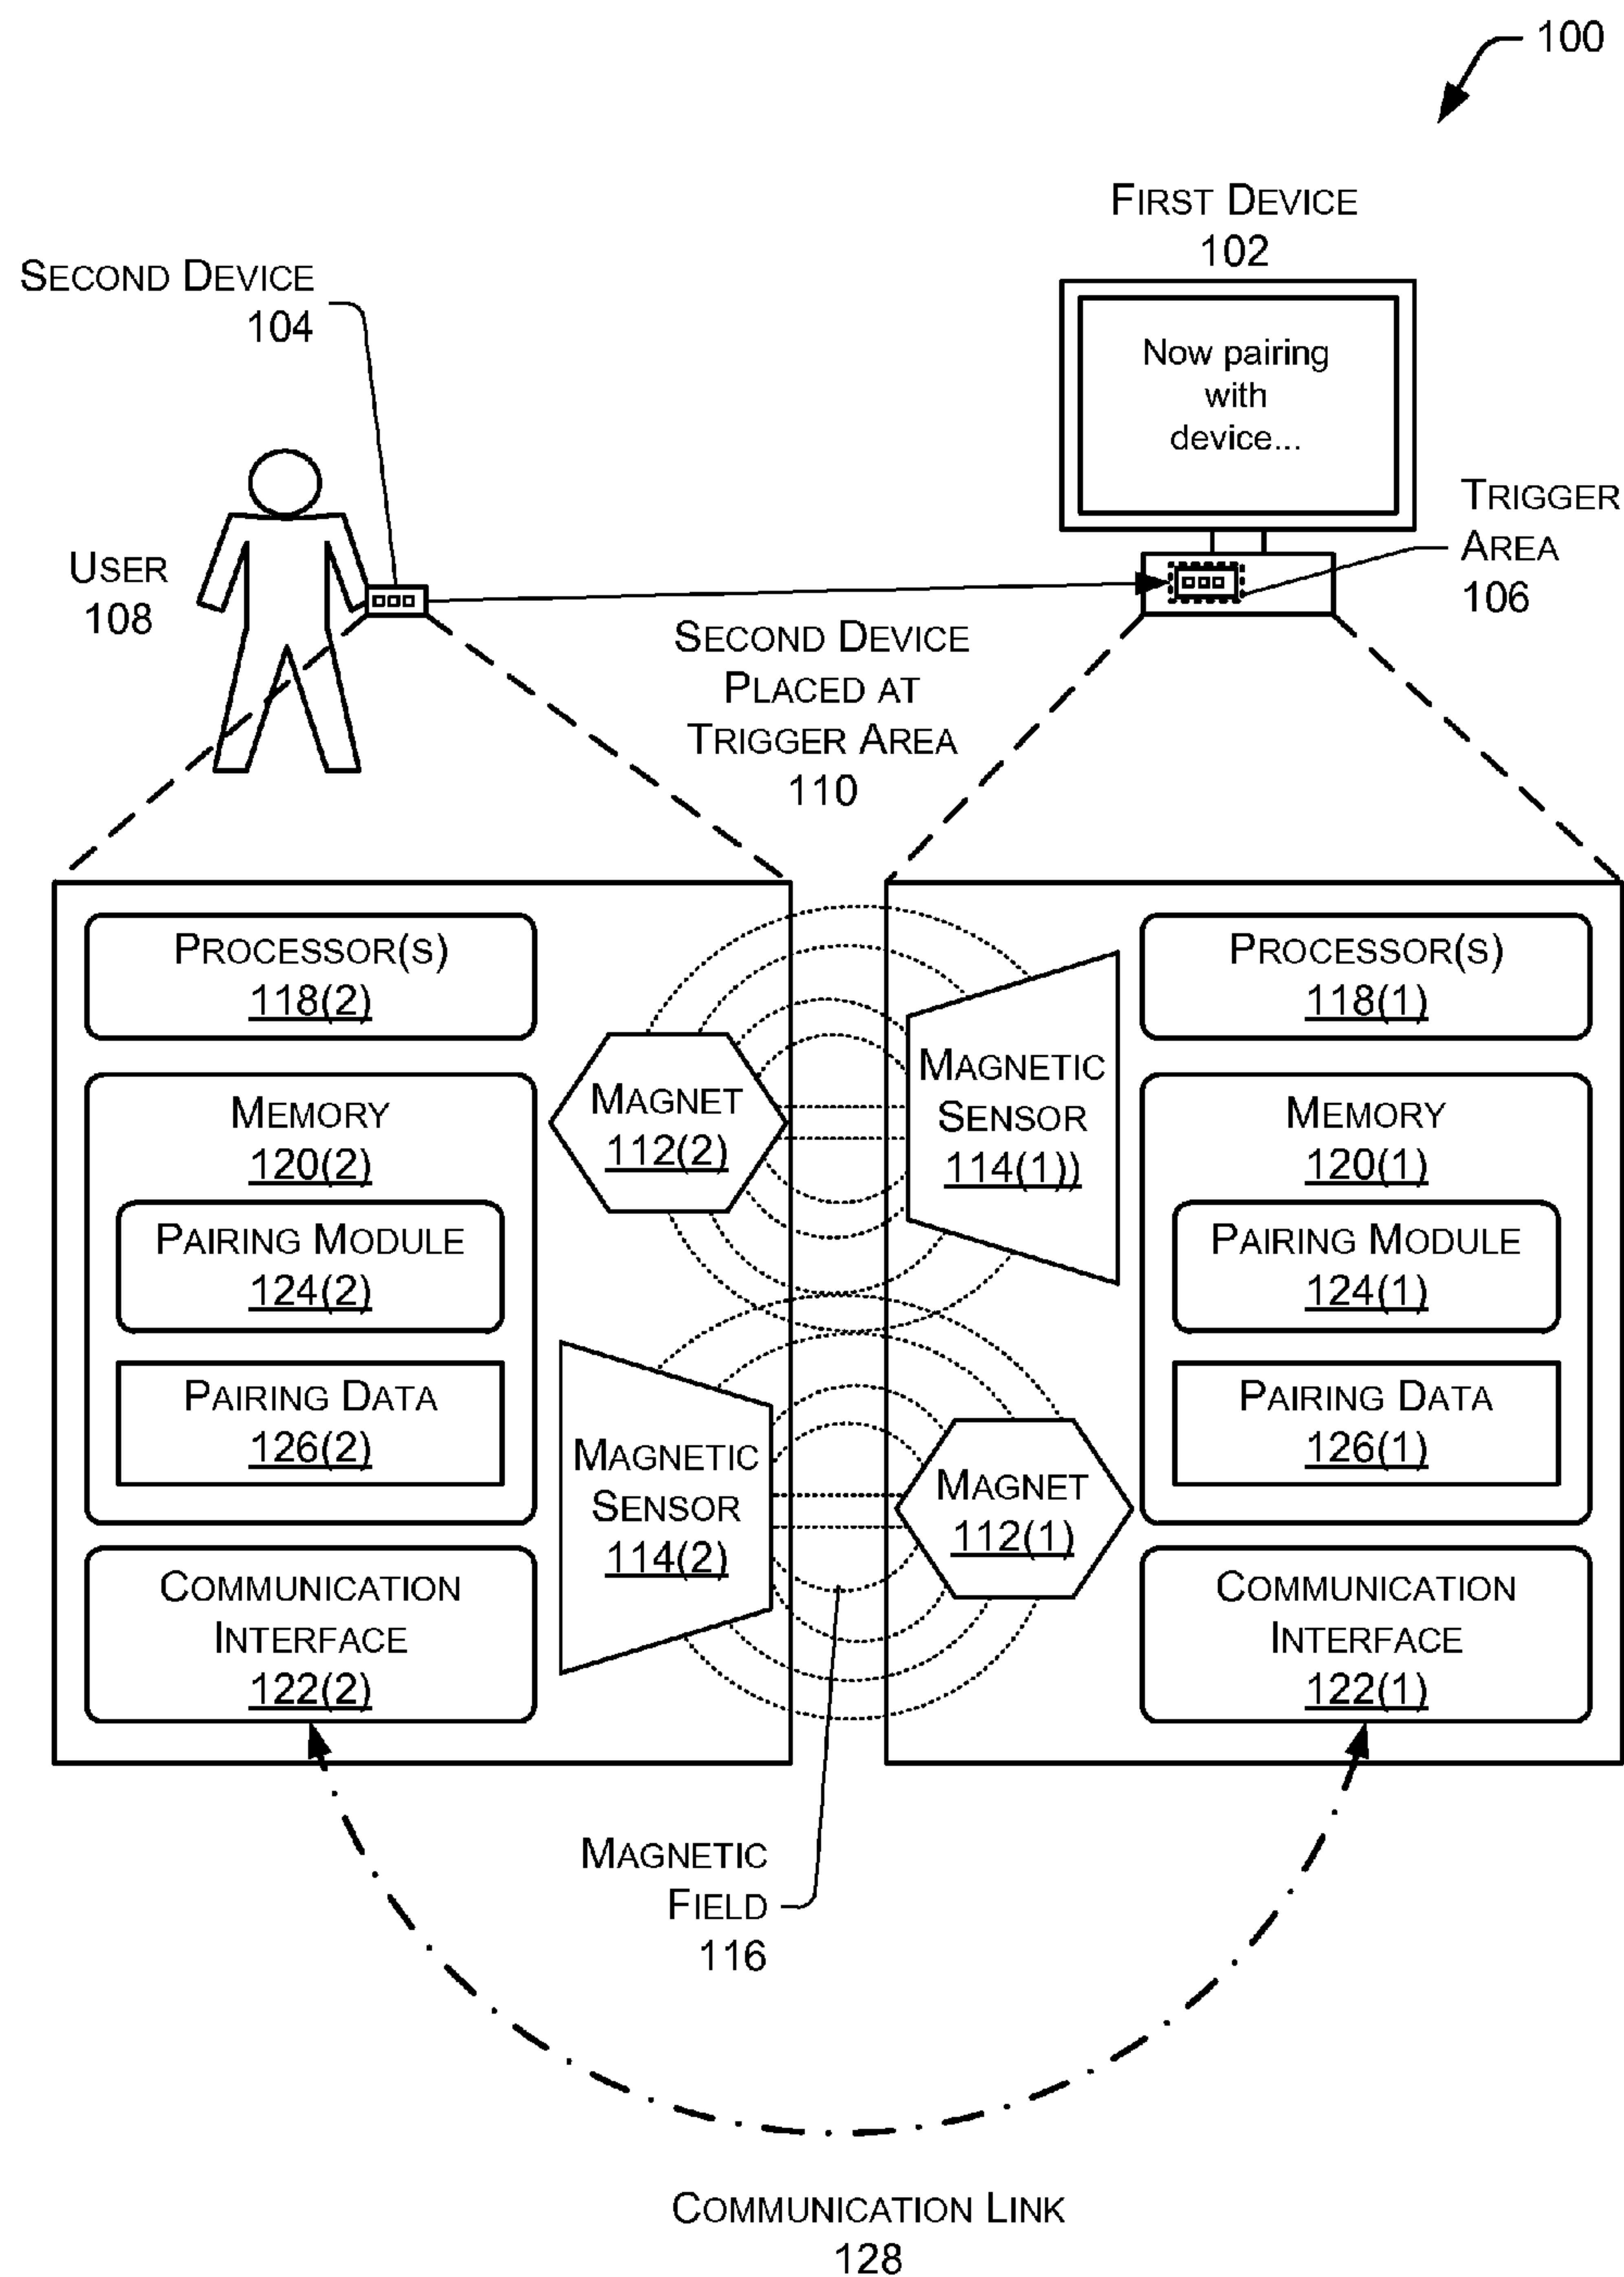 100
FIRST DEVICE
102
SECOND DEVICE
104
Now pairing
with
device...
TRIGGER
AREA
106
USER
108
SECOND DEVICE
PLACED AT
TRIGGER AREA
110
PROCESSOR(S)
118(2)
MEMORY
120(2)
PAIRING MODULE
124(2)
PAIRING DATA
126(2)
COMMUNICATION
INTERFACE
122(2)
MAGNET
112(2)
MAGNETIC
SENSOR
114(2)
MAGNETIC
SENSOR
114(1))
MAGNET
112(1)
PROCESSOR(S)
118(1)
MEMORY
120(1)
PAIRING MODULE
124(1)
PAIRING DATA
126(1)
COMMUNICATION
INTERFACE
122(1)
MAGNETIC
FIELD
116
COMMUNICATION LINK
128